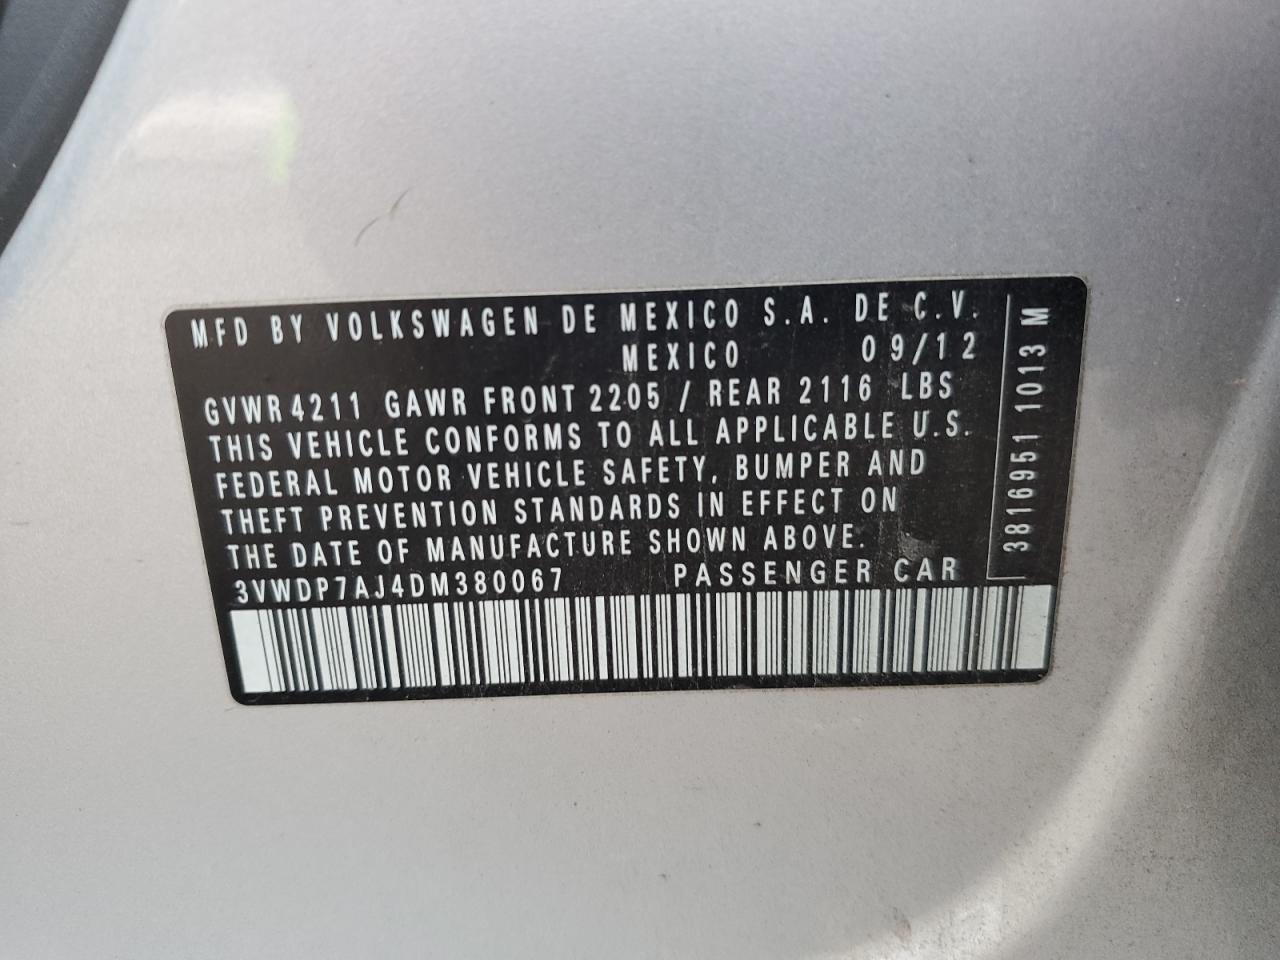 MFD BY VOLKSWAGEN DE MEXICO S.A. DE C.V.
MEXICO 09/12
GVWR 4211 GAWR FRONT 2205 / REAR 2116 LBS
THIS VEHICLE CONFORMS TO ALL APPLICABLE U.S.
FEDERAL MOTOR VEHICLE SAFETY, BUMPER AND
THEFT PREVENTION STANDARDS IN EFFECT ON
THE DATE OF MANUFACTURE SHOWN ABOVE.
3VWDP7AJ4DM380067 PASSENGER CAR
3816951 1013 M